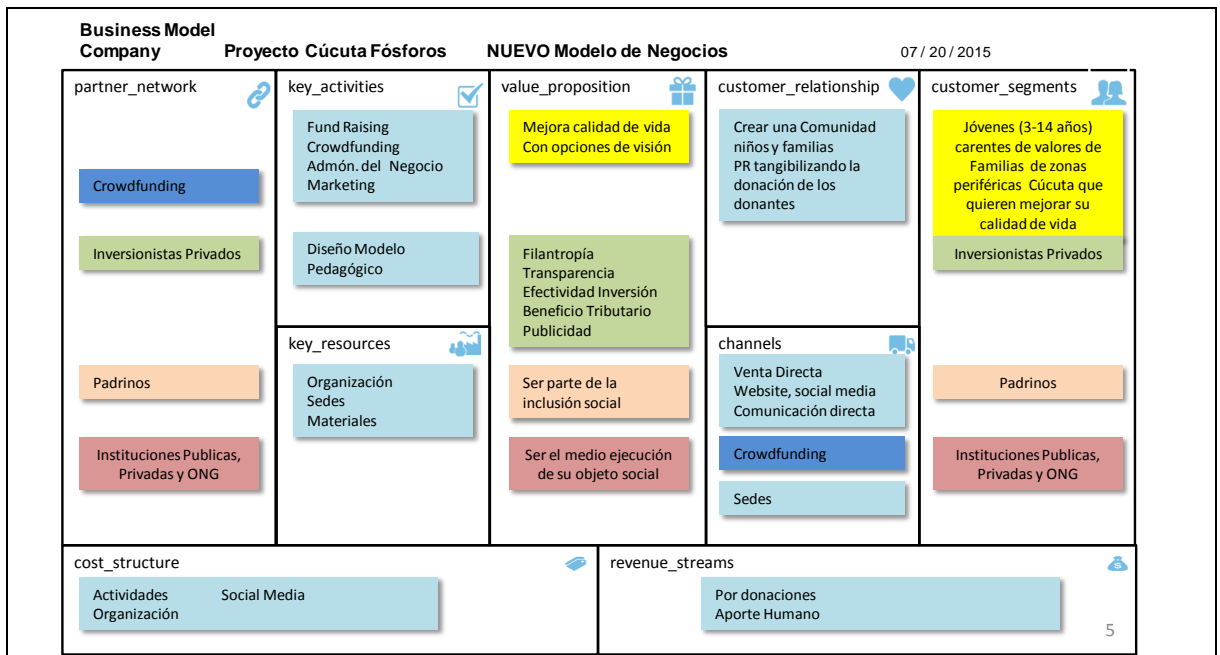 Business Model
Company Proyecto Cúcuta Fósforos NUEVO Modelo de Negocios 07 / 20 / 2015
partner_network
Crowdfunding
Inversionistas Privados
Padrinos
Instituciones Publicas,
Privadas y ONG
key_activities
Fund Raising
Crowdfunding
Admón. del Negocio
Marketing
Diseño Modelo
Pedagógico
key_resources
Organización
Sedes
Materiales
value_proposition
Mejora calidad de vida
Con opciones de visión
Filantropía
Transparencia
Efectividad Inversión
Beneficio Tributario
Publicidad
Ser parte de la
inclusión social
Ser el medio ejecución
de su objeto social
customer_relationship
Crear una Comunidad
niños y familias
PR tangibilizando la
donación de los
donantes
channels
Venta Directa
Website, social media
Comunicación directa
Crowdfunding
Sedes
customer_segments
Jóvenes (3-14 años)
carentes de valores de
Familias de zonas
periféricas Cúcuta que
quieren mejorar su
calidad de vida
Inversionistas Privados
Padrinos
Instituciones Publicas,
Privadas y ONG
cost_structure
Actividades Social Media
Organización
revenue_streams
Por donaciones
Aporte Humano
5